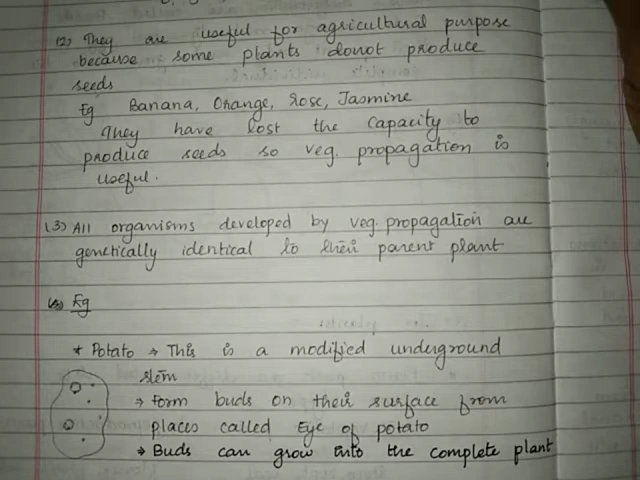 (2) They are useful for agricultural purpose
because some plants donot produce
seeds
Eg Banana, Orange, rose, Jasmine
They have lost the capacity to
produce seeds so veg. propagation is
useful.
(3) All organisms developed by veg. propagation are
genetically identical to their parent plant
Eg
* Potato → This is a modified underground
stem
→ form buds on their surface from
places called Eye of potato
→ Buds can grow into the complete plant